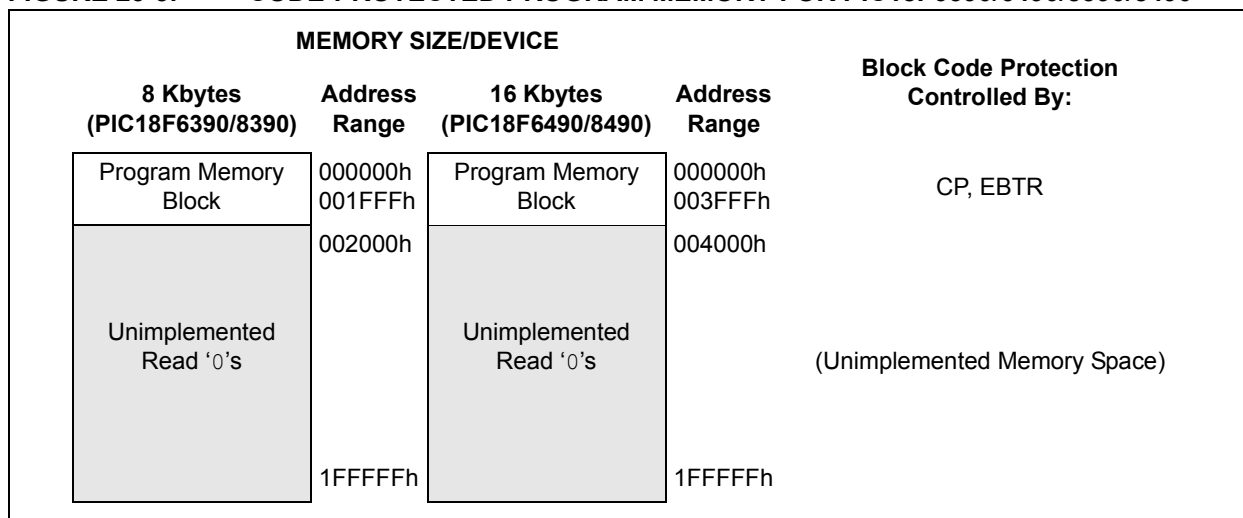 MEMORY SIZE/DEVICE
Block Code Protection
Controlled By:
8 Kbytes
(PIC18F6390/8390)
Address
Range
16 Kbytes
(PIC18F6490/8490)
Address
Range
Program Memory
Block
000000h
001FFFh
Program Memory
Block
000000h
003FFFh
CP, EBTR
002000h
004000h
Unimplemented
Read ‘0’s
Unimplemented
Read ‘0’s
(Unimplemented Memory Space)
1FFFFFh
1FFFFFh